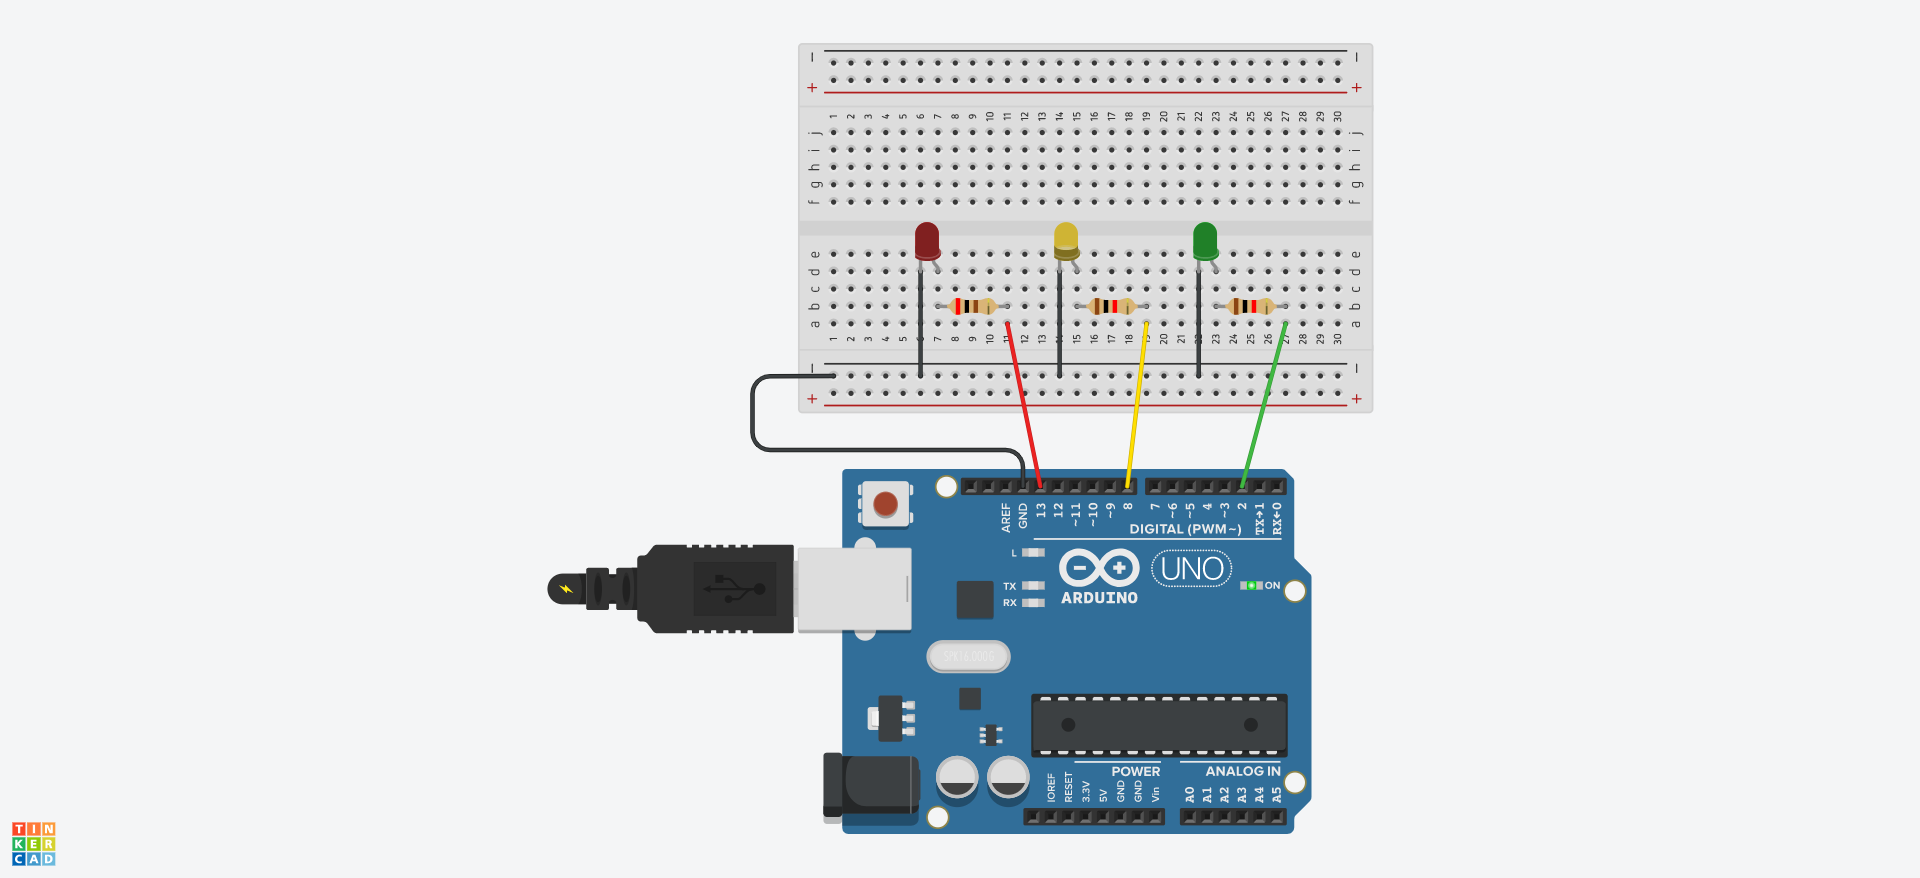 − −
+ +
1 2 3 4 5 6 7 8 9 10 11 12 13 14 15 16 17 18 19 20 21 22 23 24 25 26 27 28 29 30
j j
i i
h h
g g
f f
e e
d d
c c
b b
a a
1 2 3 4 5 7 8 9 10 11 12 13 15 16 17 18 20 21 23 24 25 26 27 28 29 30
− −
+ +
AREF GND 13 12 ~11 ~10 ~9 8 7 ~6 ~5 4 ~3 2 TX→1 RX←0
DIGITAL (PWM~)
L
TX
RX
ARDUINO
UNO
ON
SPK16.000G
POWER
ANALOG IN
IOREF RESET 3.3V 5V GND GND Vin A0 A1 A2 A3 A4 A5
TIN
KER
CAD